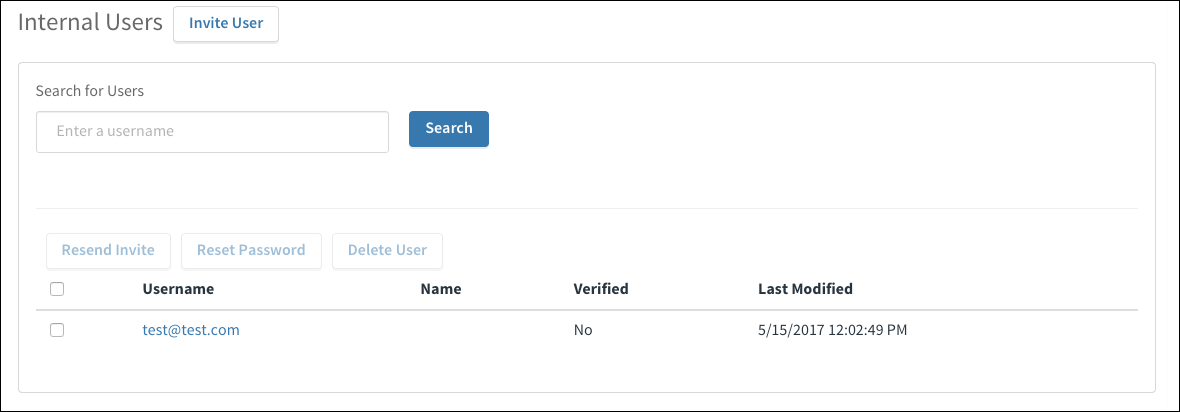 Internal Users Invite User
Search for Users
Enter a username Search
Resend Invite Reset Password Delete User
Username Name Verified Last Modified
test@test.com No 5/15/2017 12:02:49 PM